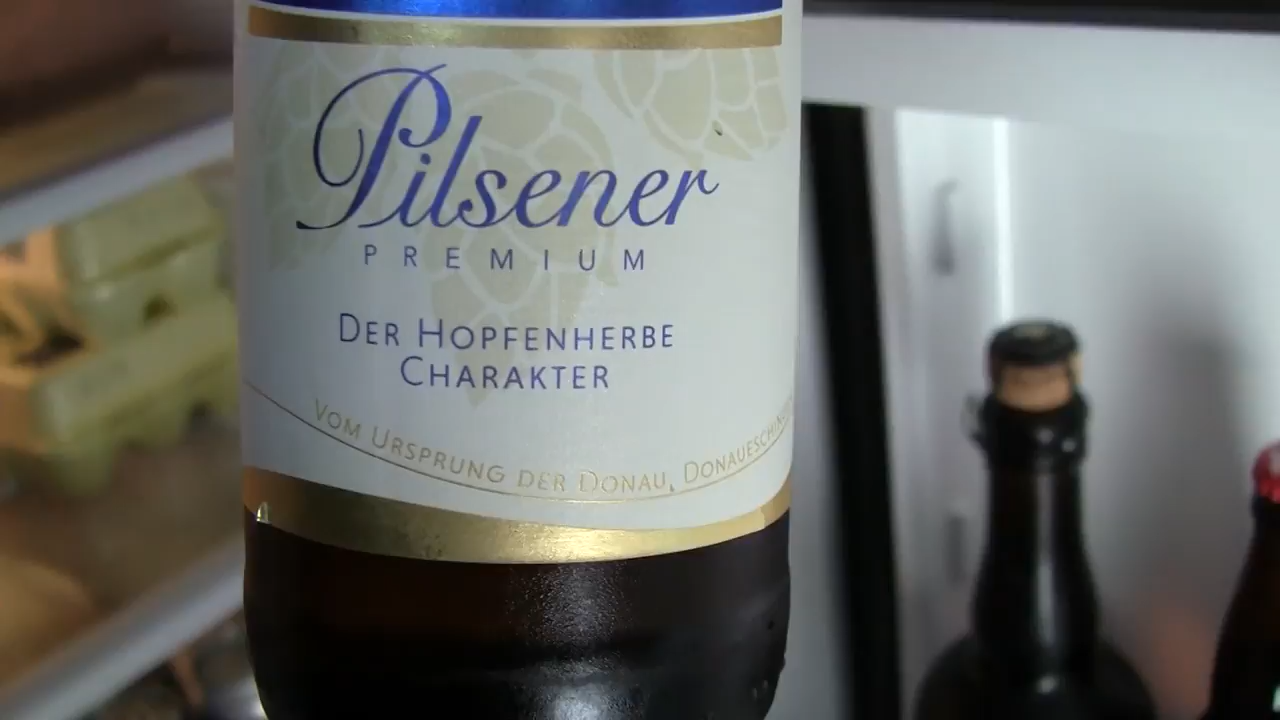 Pilsener
PREMIUM
DER HOPFENHERBE
CHARAKTER
VOM URSPRUNG DER DONAU,